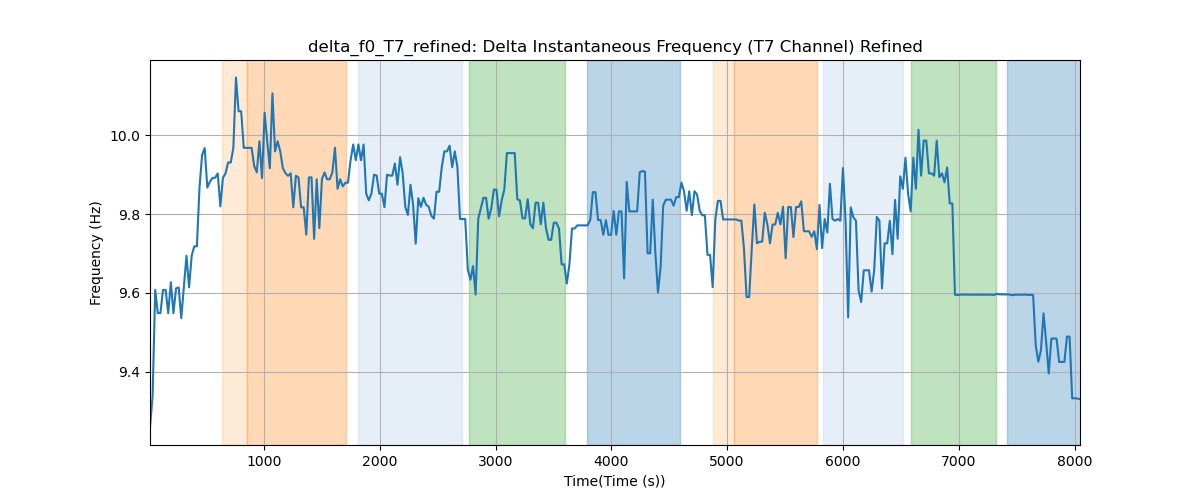 delta_f0_T7_refined: Delta Instantaneous Frequency (T7 Channel) Refined
Frequency (Hz)
10.0
9.8
9.6
9.4
1000 2000 3000 4000 5000 6000 7000 8000
Time(Time (s))